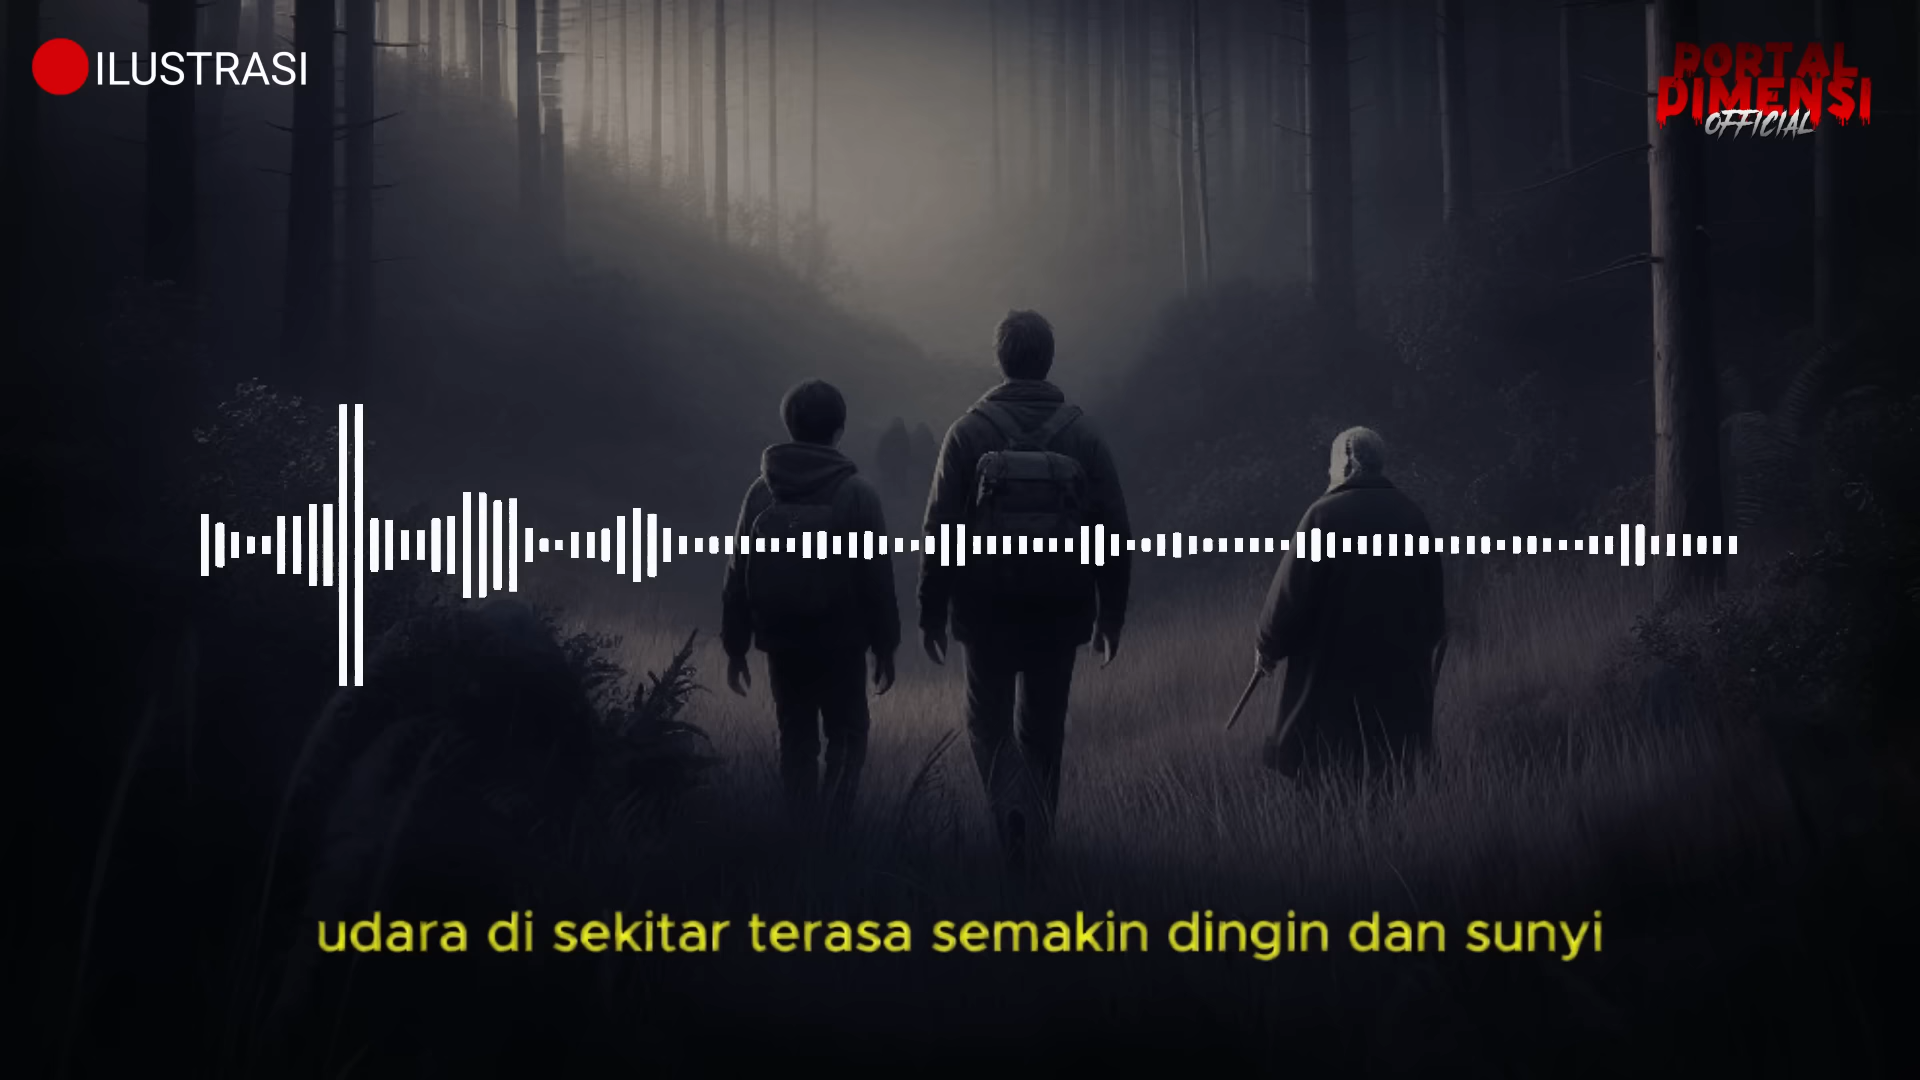 ILUSTRASI
PORTAL
DIMENSI
OFFICIAL
udara di sekitar terasa semakin dingin dan sunyi